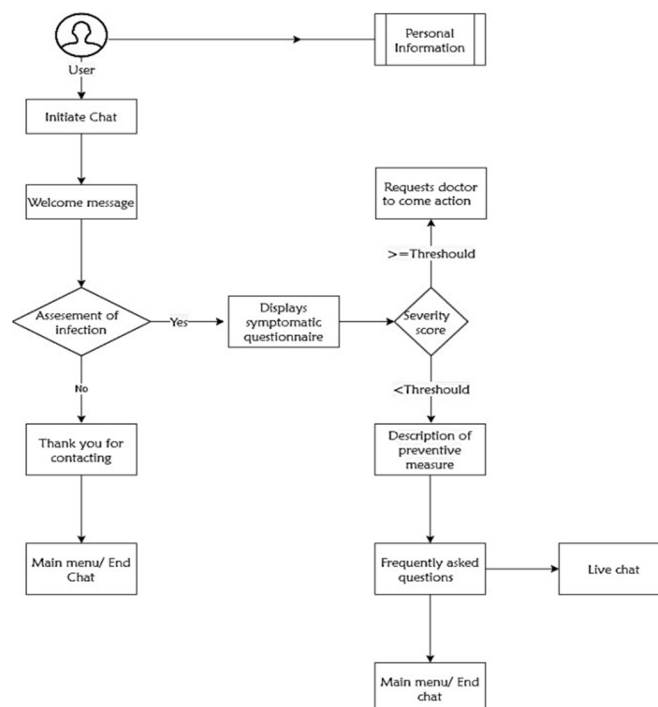 Personal
Information
User
Initiate Chat
Welcome message
Requests doctor
to come action
>=Threshould
Assesement of
infection
Yes
Displays
symptomatic
questionnaire
Severity
score
No
<Threshould
Thank you for
contacting
Description of
preventive
measure
Main menu/ End
Chat
Frequently asked
questions
Live chat
Main menu/ End
chat